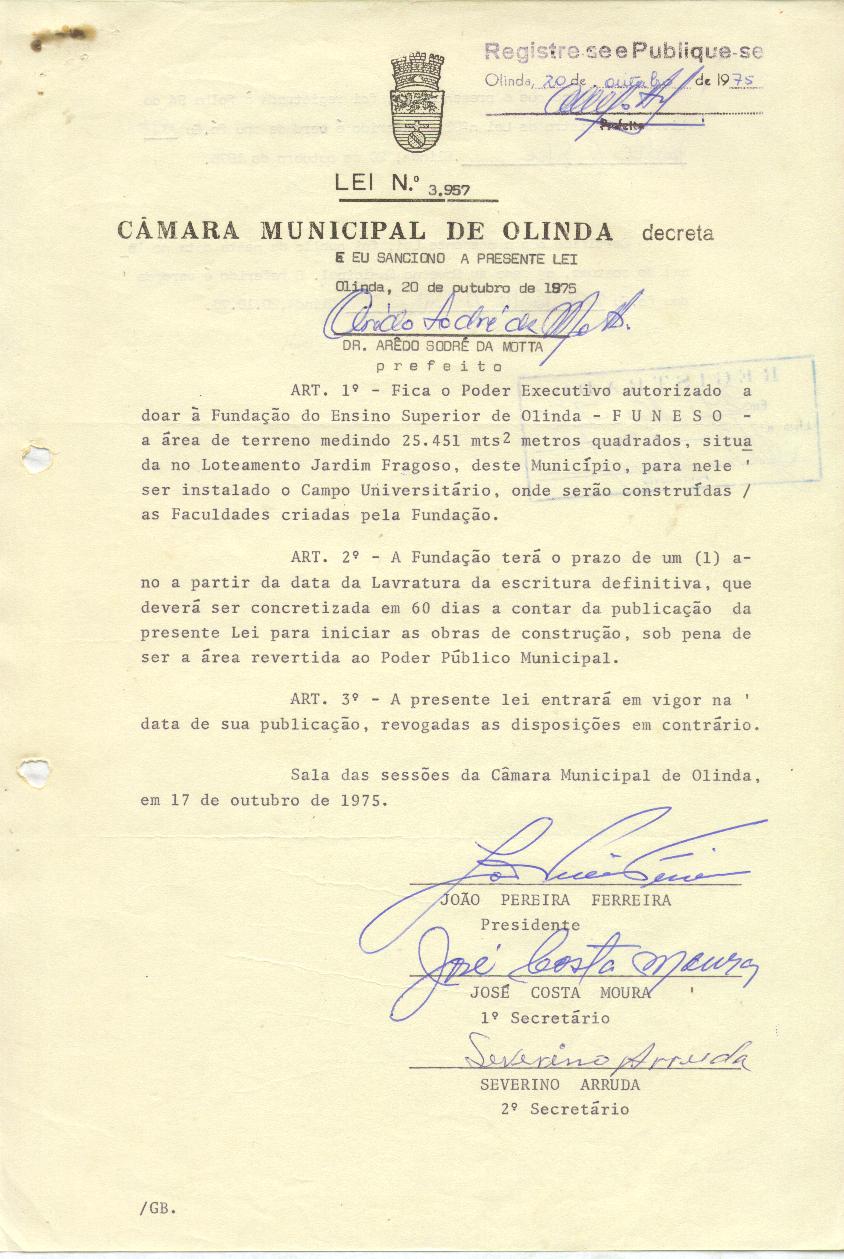 Registre-se e Publique-se
Olinda, 20 de outubro de 1975
Prefeito
LEI N.º 3.957
CÂMARA MUNICIPAL DE OLINDA decreta
E EU SANCIONO A PRESENTE LEI
Olinda, 20 de outubro de 1975
Arêdo Sodré da Motta
DR. ARÊDO SODRÉ DA MOTTA
prefeito
ART. 1º - Fica o Poder Executivo autorizado a
doar à Fundação do Ensino Superior de Olinda - F U N E S O -
a área de terreno medindo 25.451 mts2 metros quadrados, situa
da no Loteamento Jardim Fragoso, deste Município, para nele '
ser instalado o Campo Universitário, onde serão construídas /
as Faculdades criadas pela Fundação.
ART. 2º - A Fundação terá o prazo de um (1) a-
no a partir da data da Lavratura da escritura definitiva, que
deverá ser concretizada em 60 dias a contar da publicação da
presente Lei para iniciar as obras de construção, sob pena de
ser a área revertida ao Poder Público Municipal.
ART. 3º - A presente lei entrará em vigor na '
data de sua publicação, revogadas as disposições em contrário.
Sala das sessões da Câmara Municipal de Olinda,
em 17 de outubro de 1975.
JOÃO PEREIRA FERREIRA
Presidente
José Costa Moura
JOSÉ COSTA MOURA '
1º Secretário
Severino Arruda
SEVERINO ARRUDA
2º Secretário
/GB.